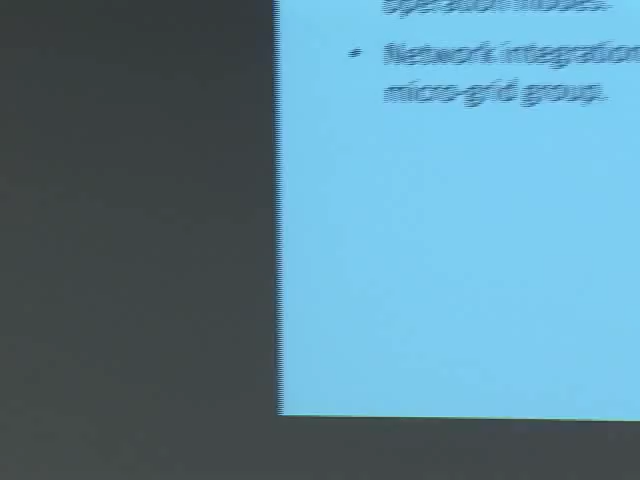 operation modes.
• Network integration
micro-grid group.